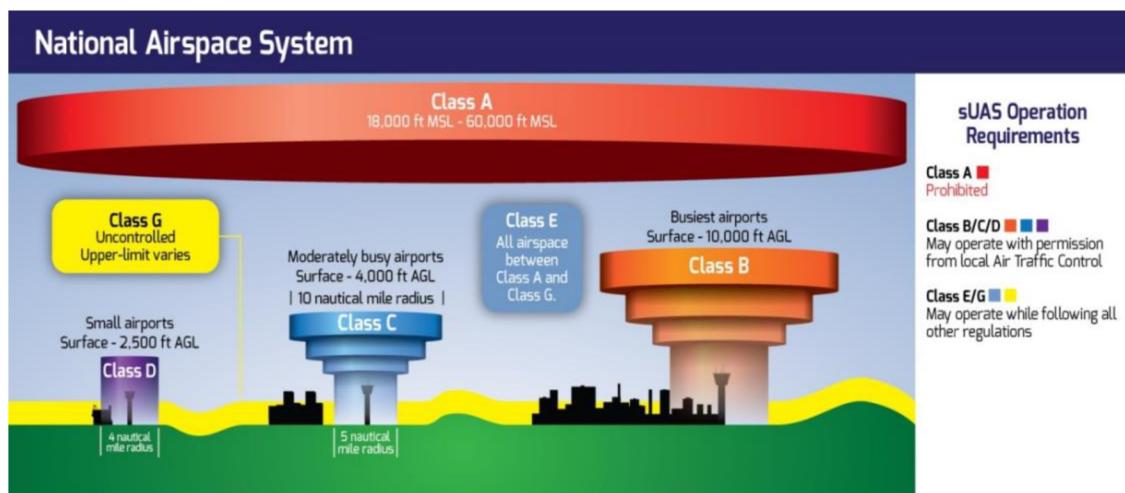 National Airspace System
Class A
18,000 ft MSL - 60,000 ft MSL
Class G
Uncontrolled
Upper-limit varies
Class E
All airspace
between
Class A and
Class G.
Busiest airports
Surface - 10,000 ft AGL
Class B
Moderately busy airports
Surface - 4,000 ft AGL
| 10 nautical mile radius |
Class C
Small airports
Surface - 2,500 ft AGL
Class D
4 nautical
mile radius
5 nautical
mile radius
sUAS Operation
Requirements
Class A
Prohibited
Class B/C/D
May operate with permission
from local Air Traffic Control
Class E/G
May operate while following all
other regulations